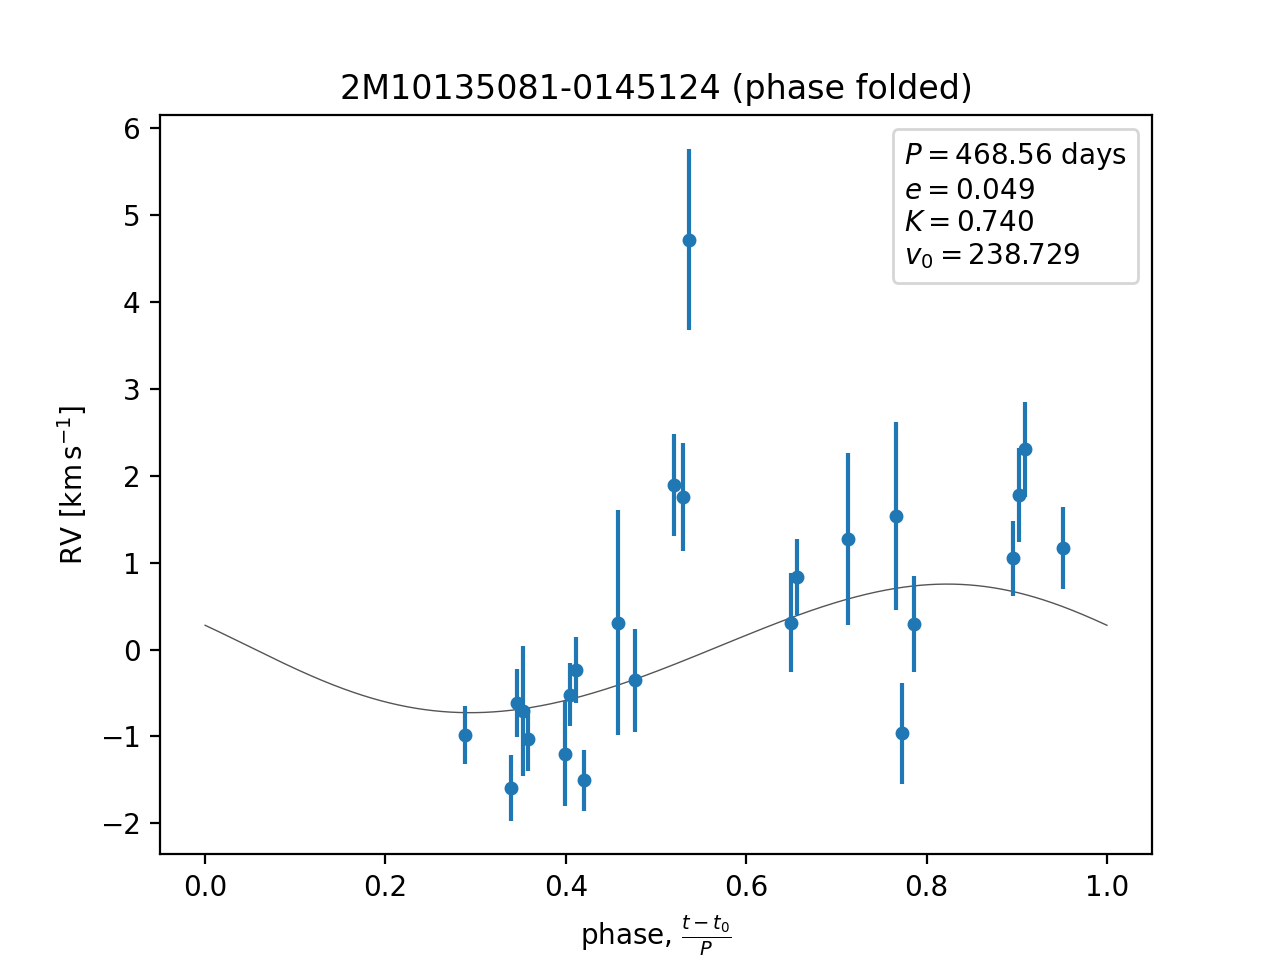 2M10135081-0145124 (phase folded)
P = 468.56 days
e = 0.049
K = 0.740
v₀ = 238.729
6
5
4
3
2
1
0
−1
−2
RV [km s⁻¹]
0.0 0.2 0.4 0.6 0.8 1.0
phase, (t − t₀)/P